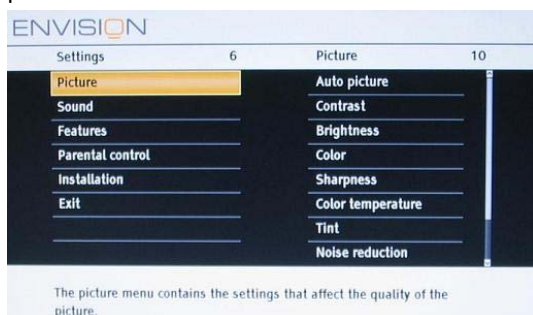 ENVISION
Settings 6 Picture 10
Picture Auto picture
Sound Contrast
Features Brightness
Parental control Color
Installation Sharpness
Exit Color temperature
Tint
Noise reduction
The picture menu contains the settings that affect the quality of the
picture.